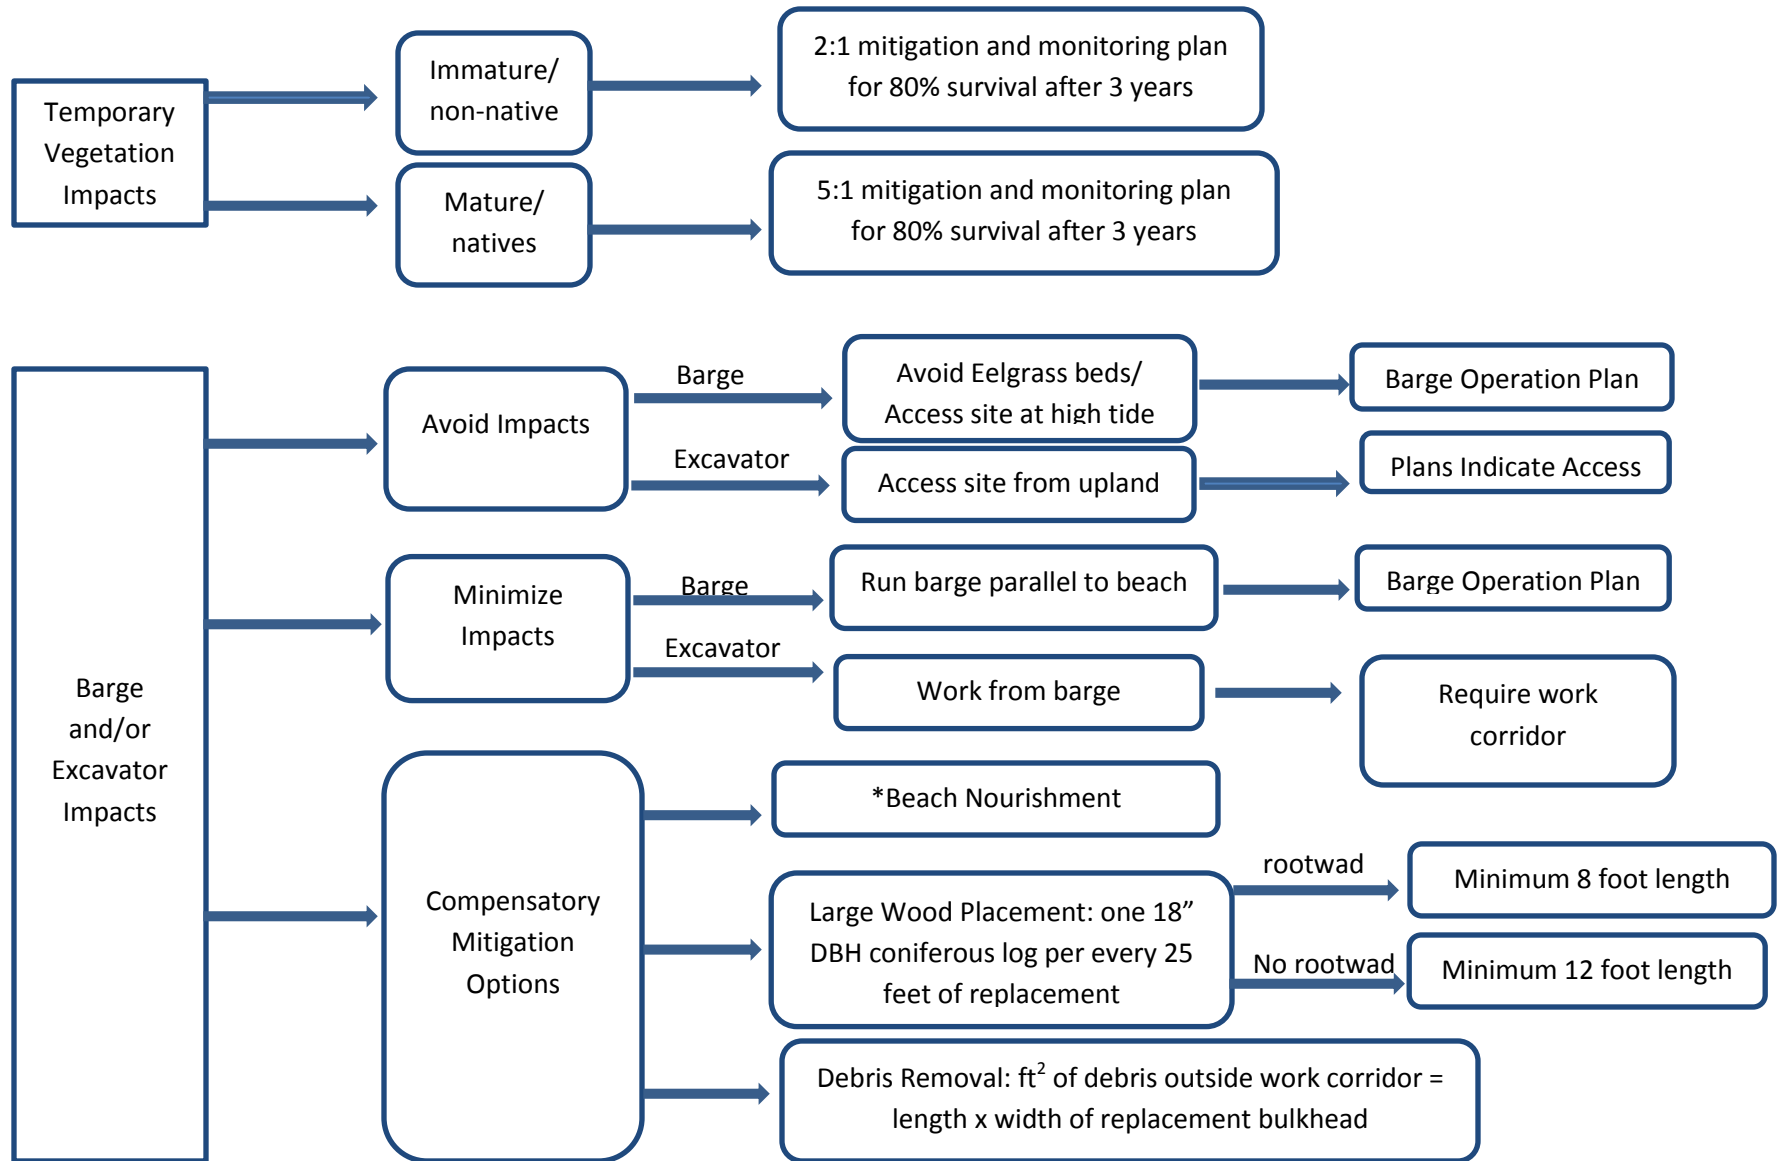 Temporary
Vegetation
Impacts
Immature/
non-native
2:1 mitigation and monitoring plan
for 80% survival after 3 years
Mature/
natives
5:1 mitigation and monitoring plan
for 80% survival after 3 years
Barge
and/or
Excavator
Impacts
Avoid Impacts
Barge
Avoid Eelgrass beds/
Access site at high tide
Barge Operation Plan
Excavator
Access site from upland
Plans Indicate Access
Minimize
Impacts
Barge
Run barge parallel to beach
Barge Operation Plan
Excavator
Work from barge
Require work
corridor
Compensatory
Mitigation
Options
*Beach Nourishment
Large Wood Placement: one 18”
DBH coniferous log per every 25
feet of replacement
rootwad
Minimum 8 foot length
No rootwad
Minimum 12 foot length
Debris Removal: ft² of debris outside work corridor =
length x width of replacement bulkhead